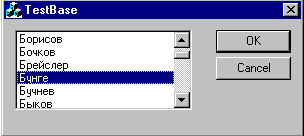 TestBase
Борисов
Бочков
Брейслер
Бунге
Бучнев
Быков
OK
Cancel